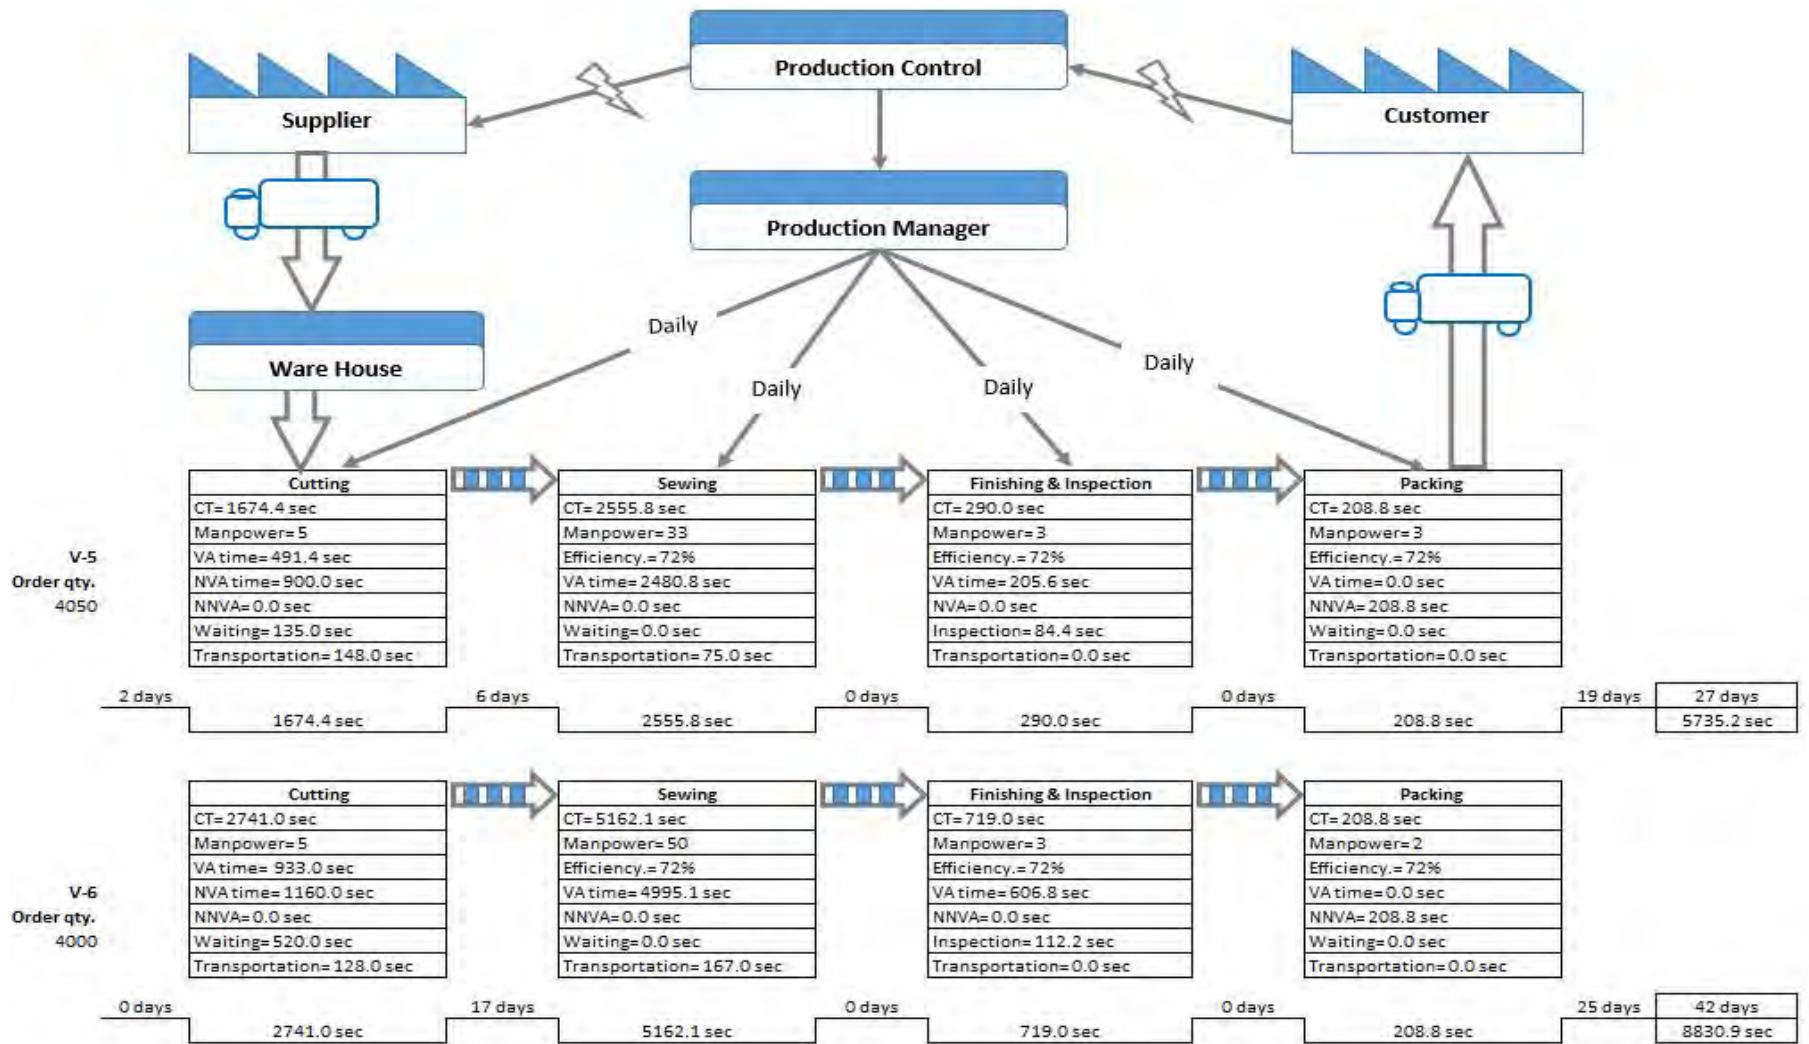 Production Control
Supplier
Customer
Production Manager
Ware House
Daily
Daily
Daily
Daily
V-5
Order qty.
4050
Cutting
CT= 1674.4 sec
Manpower= 5
VA time= 491.4 sec
NVA time= 900.0 sec
NNVA= 0.0 sec
Waiting= 135.0 sec
Transportation= 148.0 sec
Sewing
CT= 2555.8 sec
Manpower= 33
Efficiency.= 72%
VA time= 2480.8 sec
NNVA= 0.0 sec
Waiting= 0.0 sec
Transportation= 75.0 sec
Finishing & Inspection
CT= 290.0 sec
Manpower= 3
Efficiency.= 72%
VA time= 205.6 sec
NVA= 0.0 sec
Inspection= 84.4 sec
Transportation= 0.0 sec
Packing
CT= 208.8 sec
Manpower= 3
Efficiency.= 72%
VA time= 0.0 sec
NNVA= 208.8 sec
Waiting= 0.0 sec
Transportation= 0.0 sec
2 days 6 days 0 days 0 days 19 days 27 days
1674.4 sec 2555.8 sec 290.0 sec 208.8 sec 5735.2 sec
V-6
Order qty.
4000
Cutting
CT= 2741.0 sec
Manpower= 5
VA time= 933.0 sec
NVA time= 1160.0 sec
NNVA= 0.0 sec
Waiting= 520.0 sec
Transportation= 128.0 sec
Sewing
CT= 5162.1 sec
Manpower= 50
Efficiency.= 72%
VA time= 4995.1 sec
NNVA= 0.0 sec
Waiting= 0.0 sec
Transportation= 167.0 sec
Finishing & Inspection
CT= 719.0 sec
Manpower= 3
Efficiency.= 72%
VA time= 606.8 sec
NNVA= 0.0 sec
Inspection= 112.2 sec
Transportation= 0.0 sec
Packing
CT= 208.8 sec
Manpower= 2
Efficiency.= 72%
VA time= 0.0 sec
NNVA= 208.8 sec
Waiting= 0.0 sec
Transportation= 0.0 sec
0 days 17 days 0 days 0 days 25 days 42 days
2741.0 sec 5162.1 sec 719.0 sec 208.8 sec 8830.9 sec